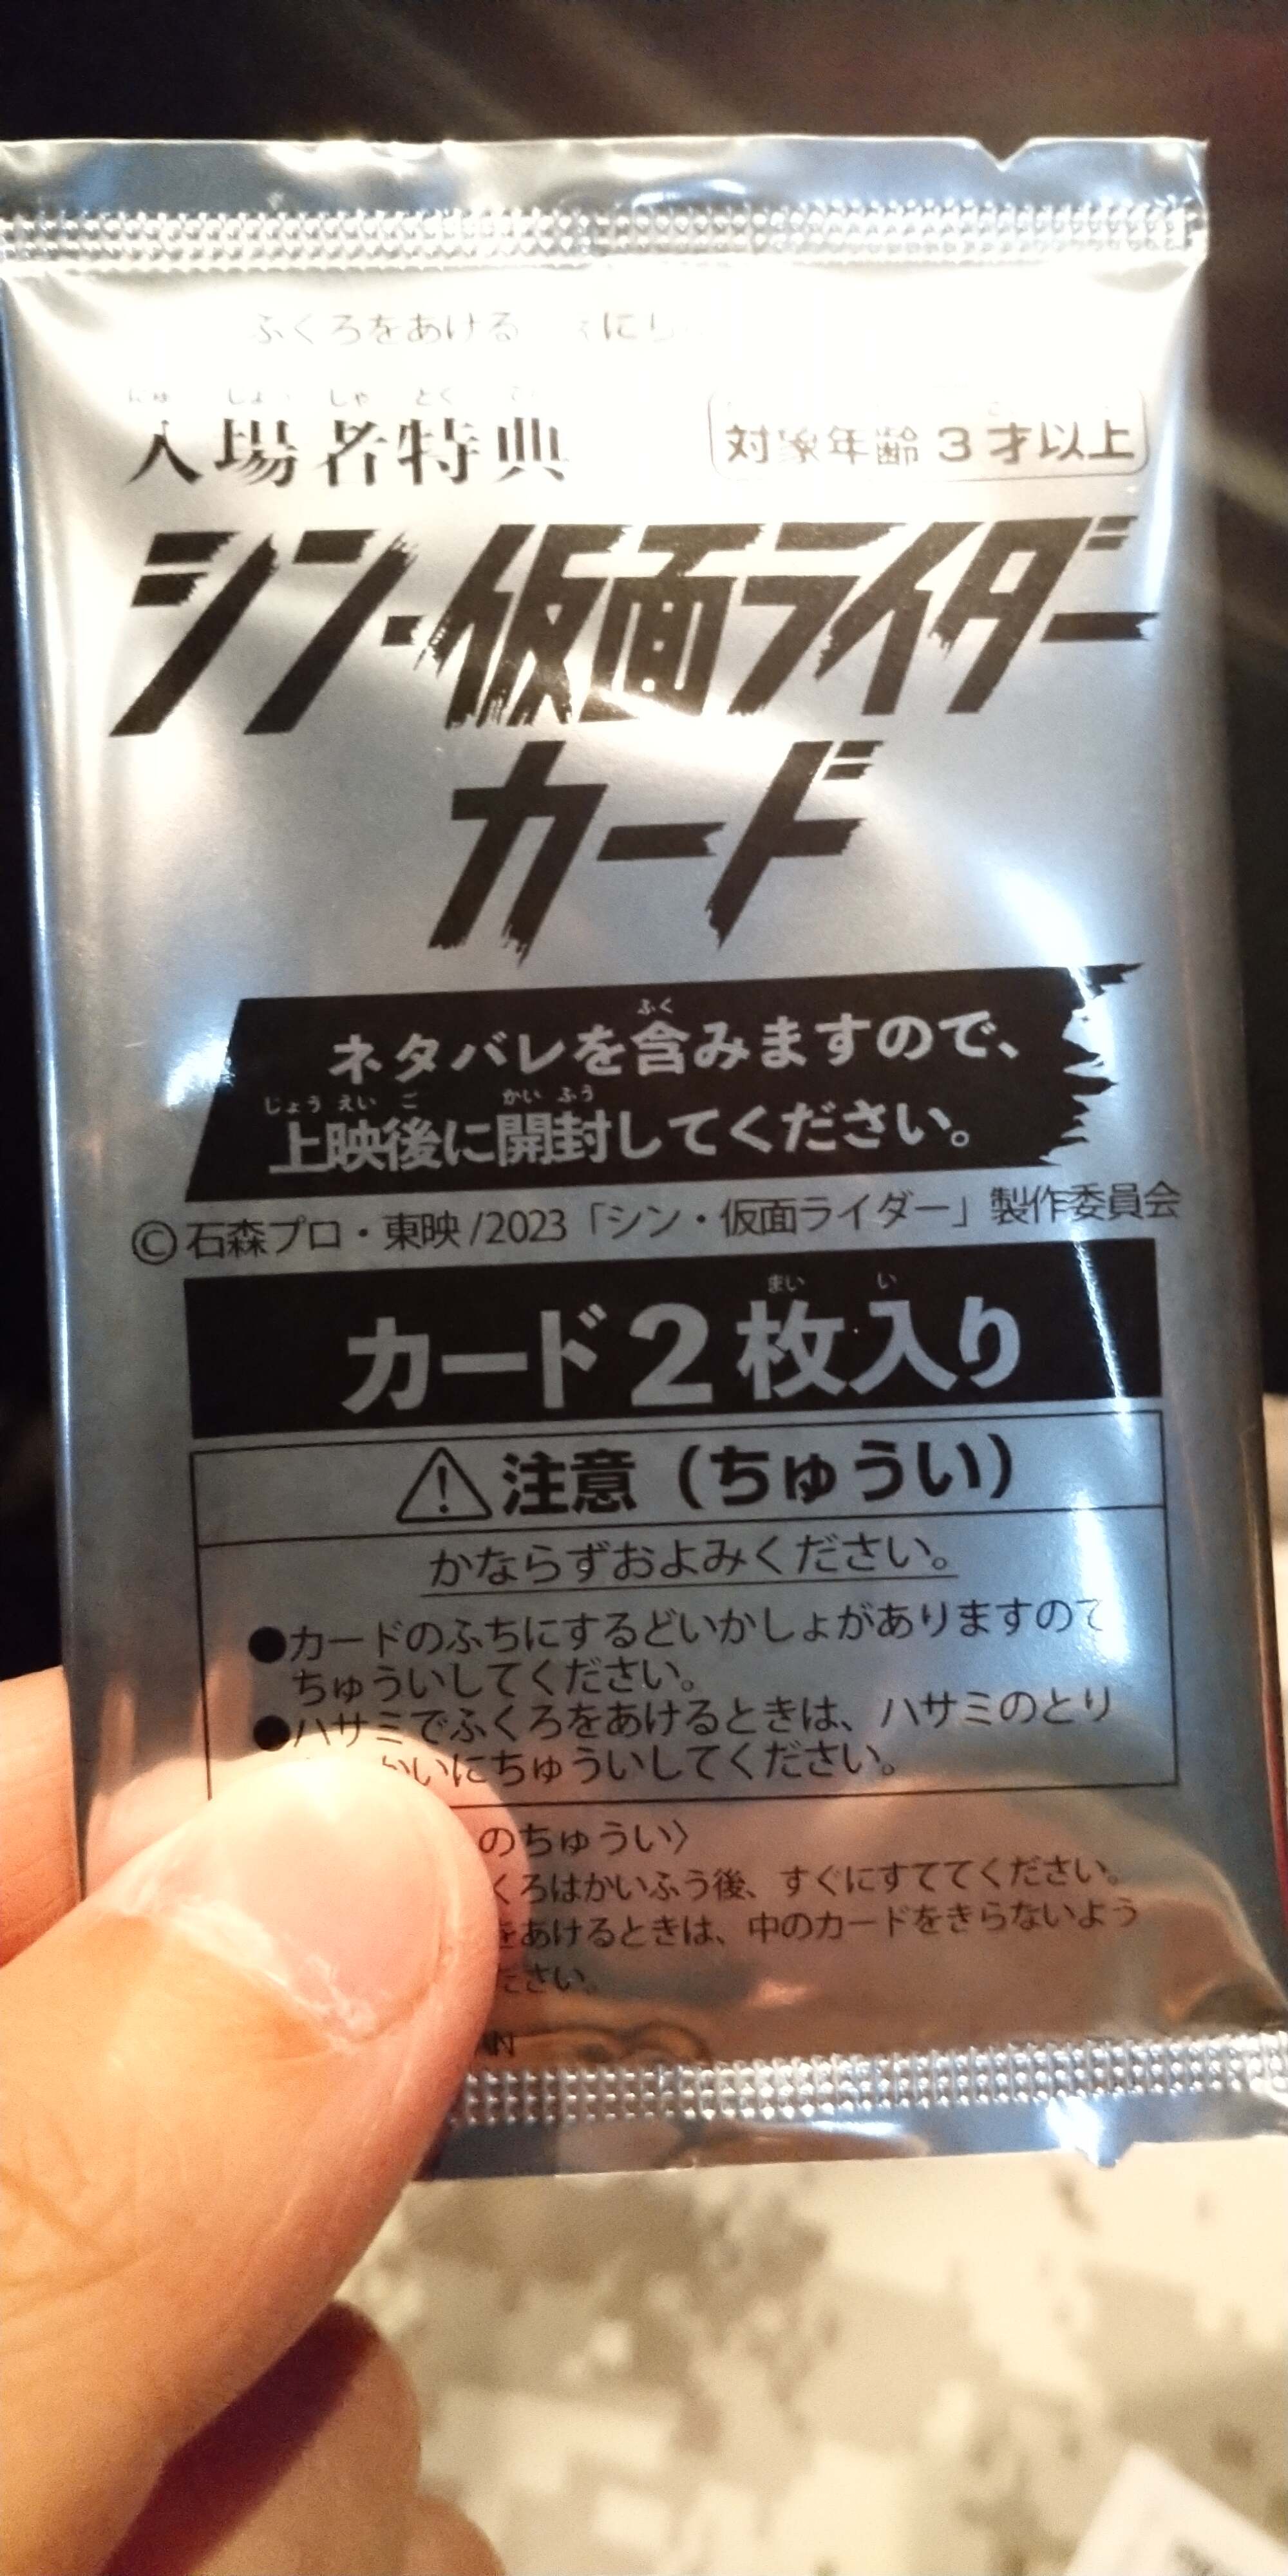 ふくろをあける
入場者特典
対象年齢3才以上
シン・仮面ライダー
カード
ネタバレを含みますので、
上映後に開封してください。
©石森プロ・東映/2023「シン・仮面ライダー」製作委員会
カード2枚入り
注意（ちゅうい）
かならずおよみください。
●カードのふちにするどいかしょがありますので
ちゅういしてください。
●ハサミでふくろをあけるときは、ハサミのとり
かいにちゅういしてください。
のちゅうい〉
くろはかいふう後、すぐにすててください。
をあけるときは、中のカードをきらないよう
ださい。